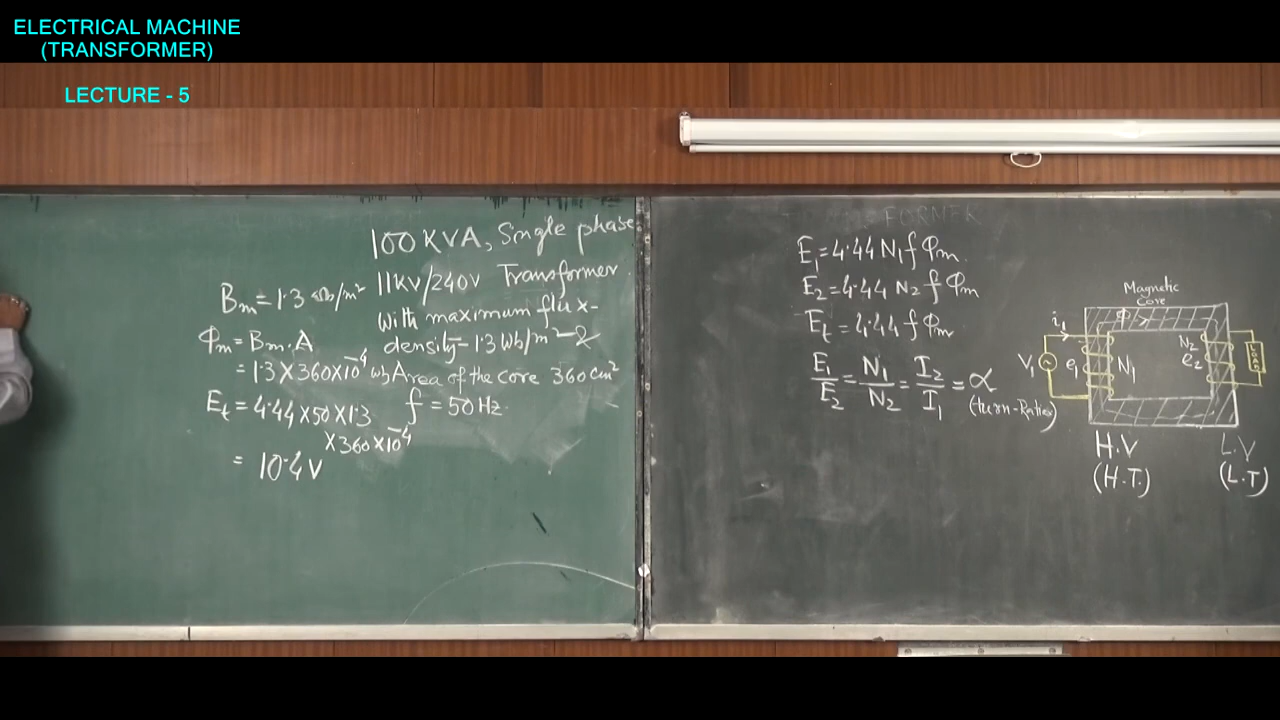 ELECTRICAL MACHINE
(TRANSFORMER)
LECTURE - 5
100 KVA, Single phase
11KV/240V Transformer.
With maximum flux-
density-1.3 Wb/m² &
Area of the core 360 cm²
f = 50 Hz.
Bm = 1.3 Wb/m²
Φm = Bm.A
= 1.3 X 360 X 10⁻⁴ wb
Et = 4.44 X 50 X 1.3
X 360 X 10⁻⁴
= 10.4 V
FORMER
E₁ = 4.44 N₁ f Φm.
E₂ = 4.44 N₂ f Φm
Et = 4.44 f Φm
E₁/E₂ = N₁/N₂ = I₂/I₁ = α
(turn-Ratio)
Magnetic
Core
Φ
i₁
V₁
e₁
N₁
N₂
e₂
LOAD
H.V
(H.T.)
L.V
(L.T)